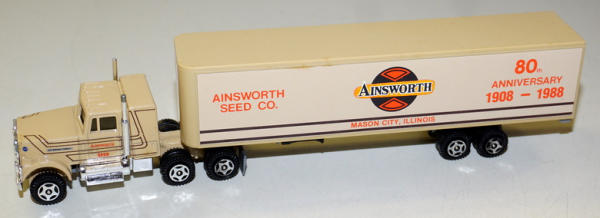 AINSWORTH
SEED CO.
AINSWORTH
80th
ANNIVERSARY
1908 - 1988
MASON CITY, ILLINOIS